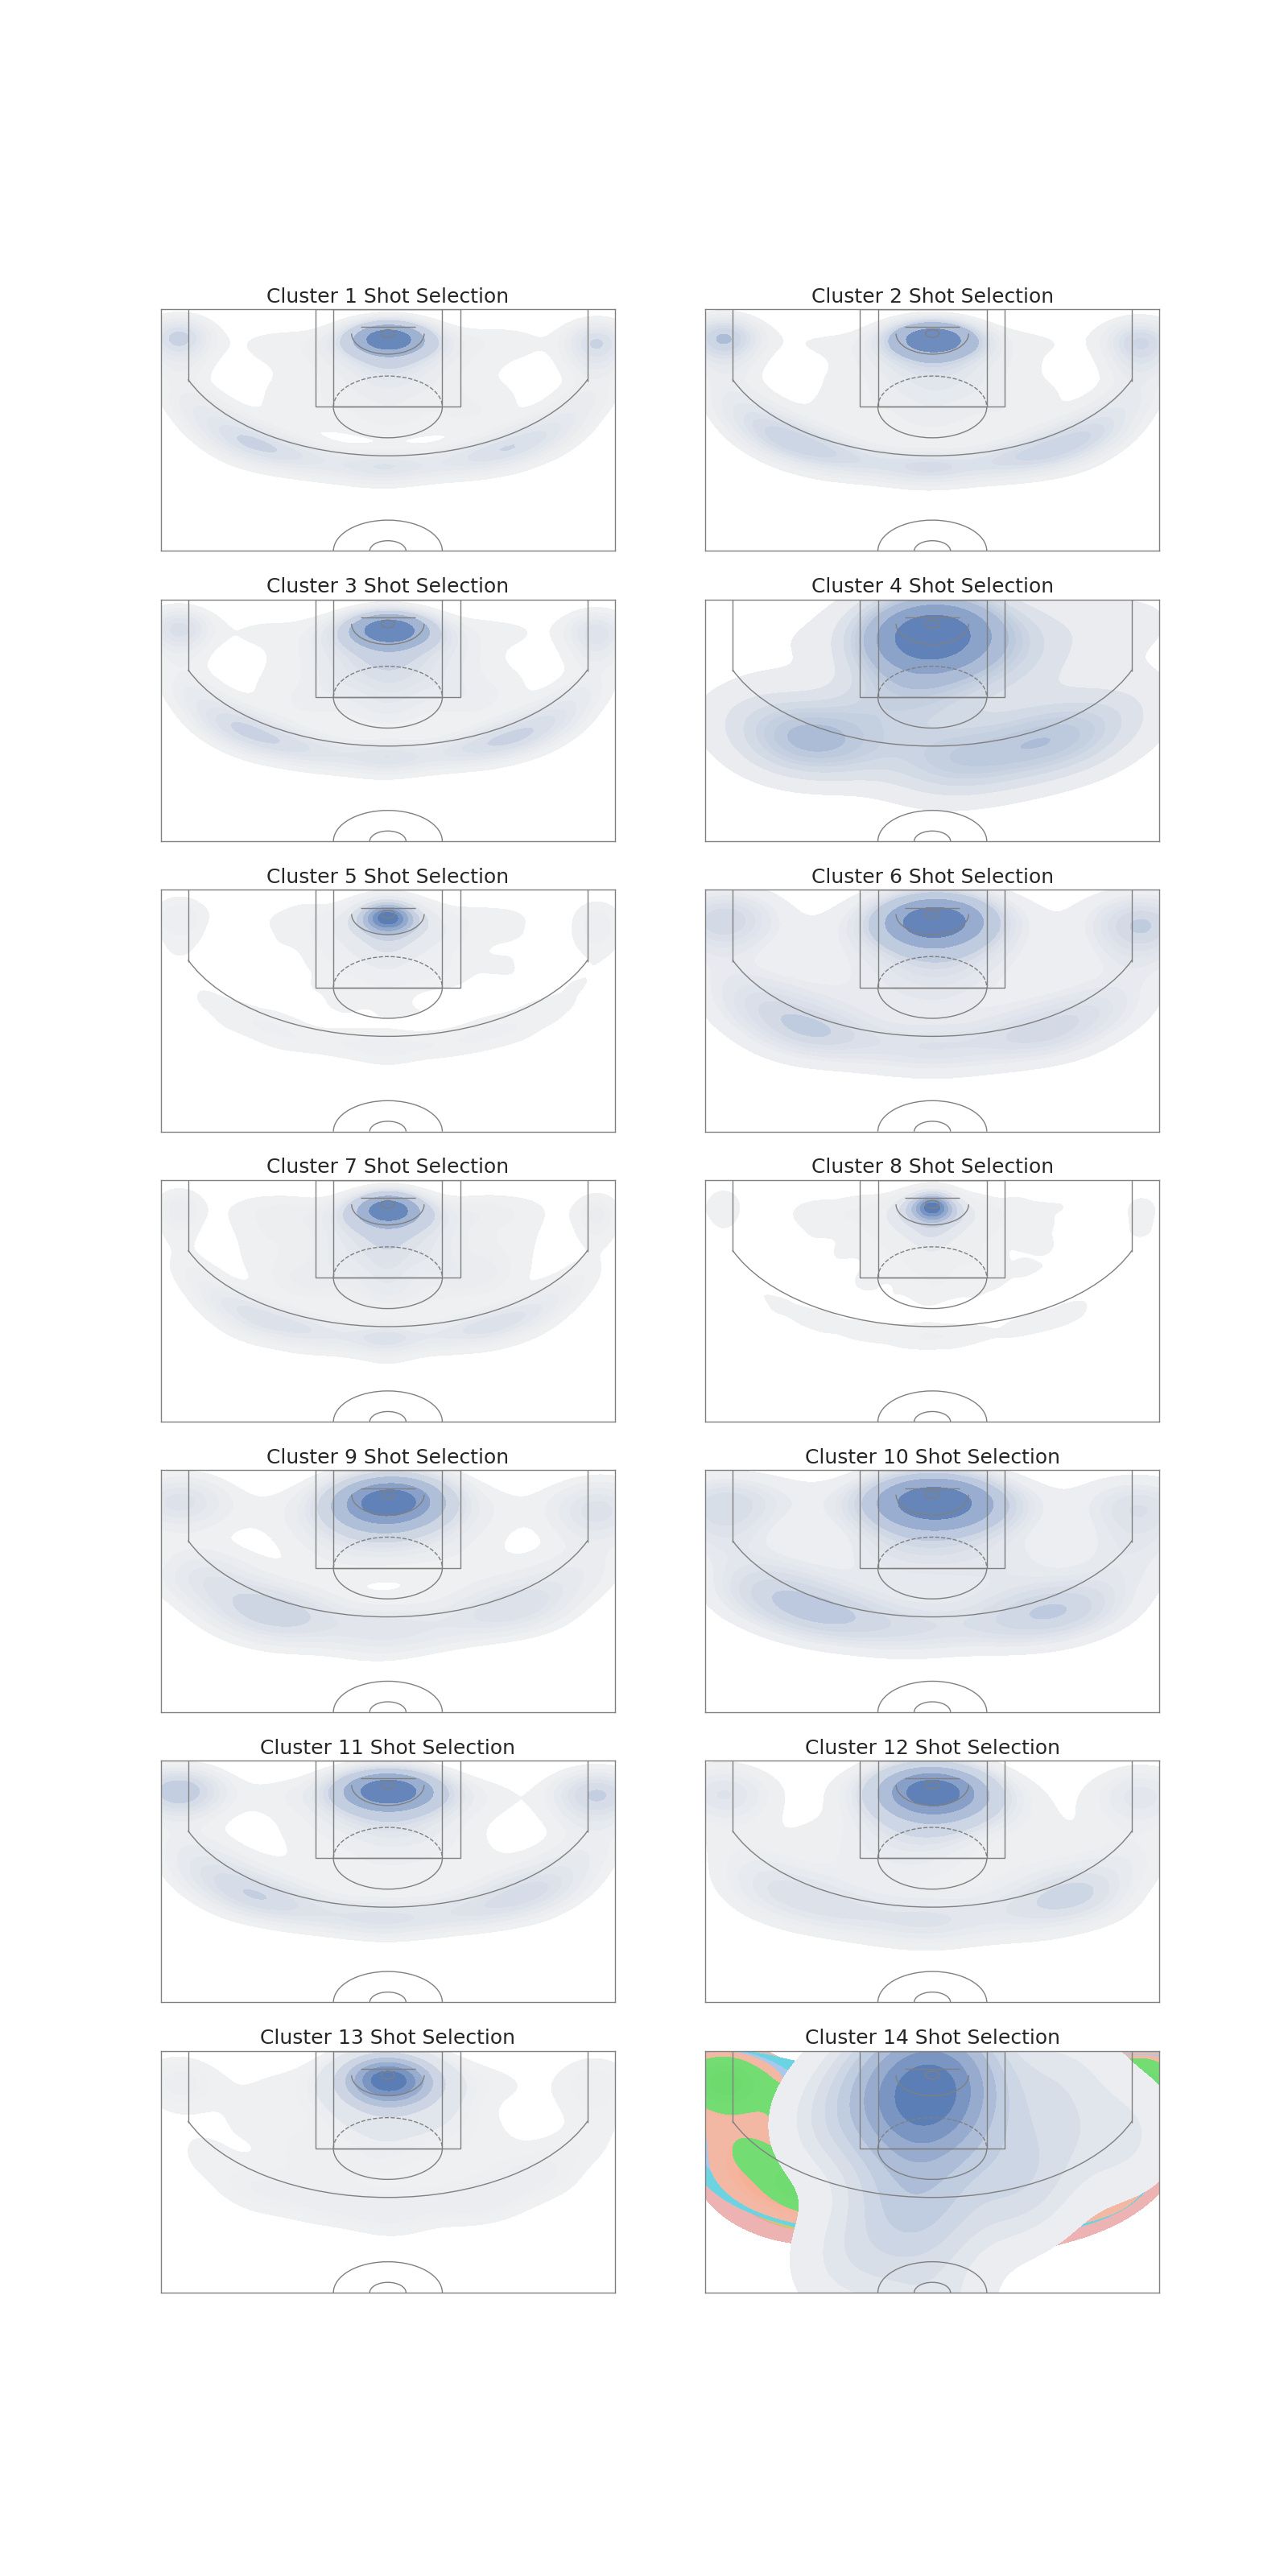 Cluster 1 Shot Selection
Cluster 2 Shot Selection
Cluster 3 Shot Selection
Cluster 4 Shot Selection
Cluster 5 Shot Selection
Cluster 6 Shot Selection
Cluster 7 Shot Selection
Cluster 8 Shot Selection
Cluster 9 Shot Selection
Cluster 10 Shot Selection
Cluster 11 Shot Selection
Cluster 12 Shot Selection
Cluster 13 Shot Selection
Cluster 14 Shot Selection